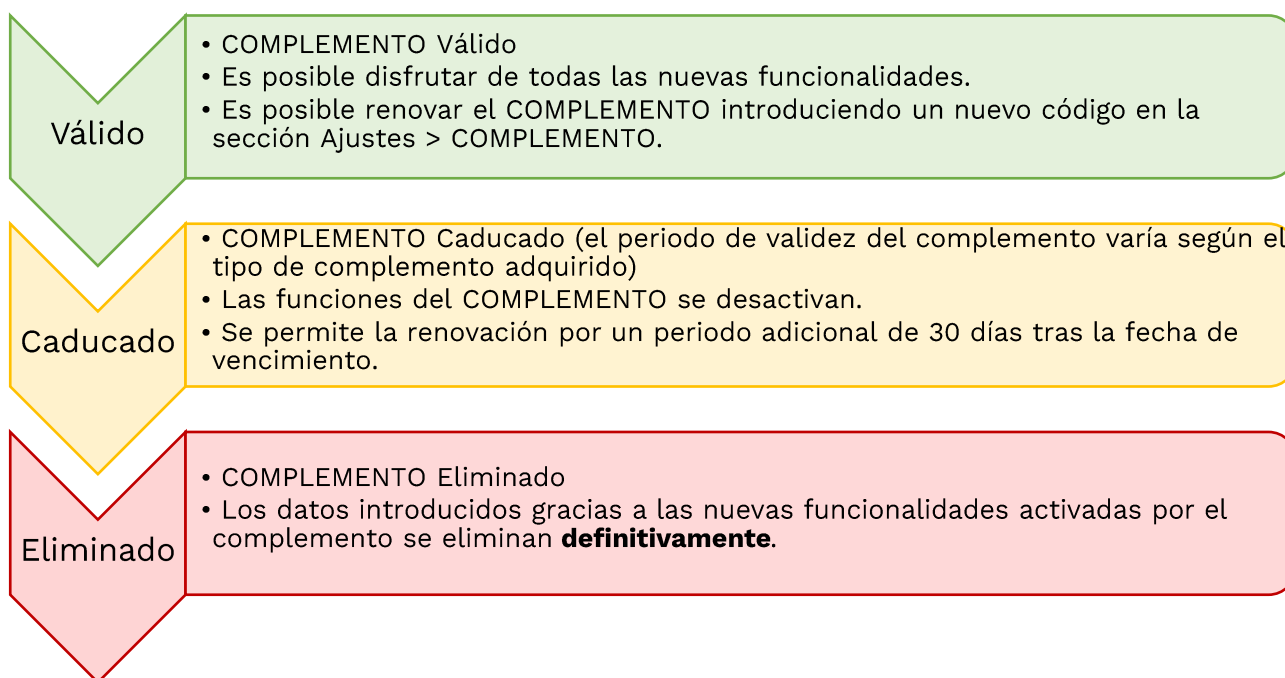 Válido
• COMPLEMENTO Válido
• Es posible disfrutar de todas las nuevas funcionalidades.
• Es posible renovar el COMPLEMENTO introduciendo un nuevo código en la
sección Ajustes > COMPLEMENTO.
Caducado
• COMPLEMENTO Caducado (el periodo de validez del complemento varía según el
tipo de complemento adquirido)
• Las funciones del COMPLEMENTO se desactivan.
• Se permite la renovación por un periodo adicional de 30 días tras la fecha de
vencimiento.
Eliminado
• COMPLEMENTO Eliminado
• Los datos introducidos gracias a las nuevas funcionalidades activadas por el
complemento se eliminan definitivamente.